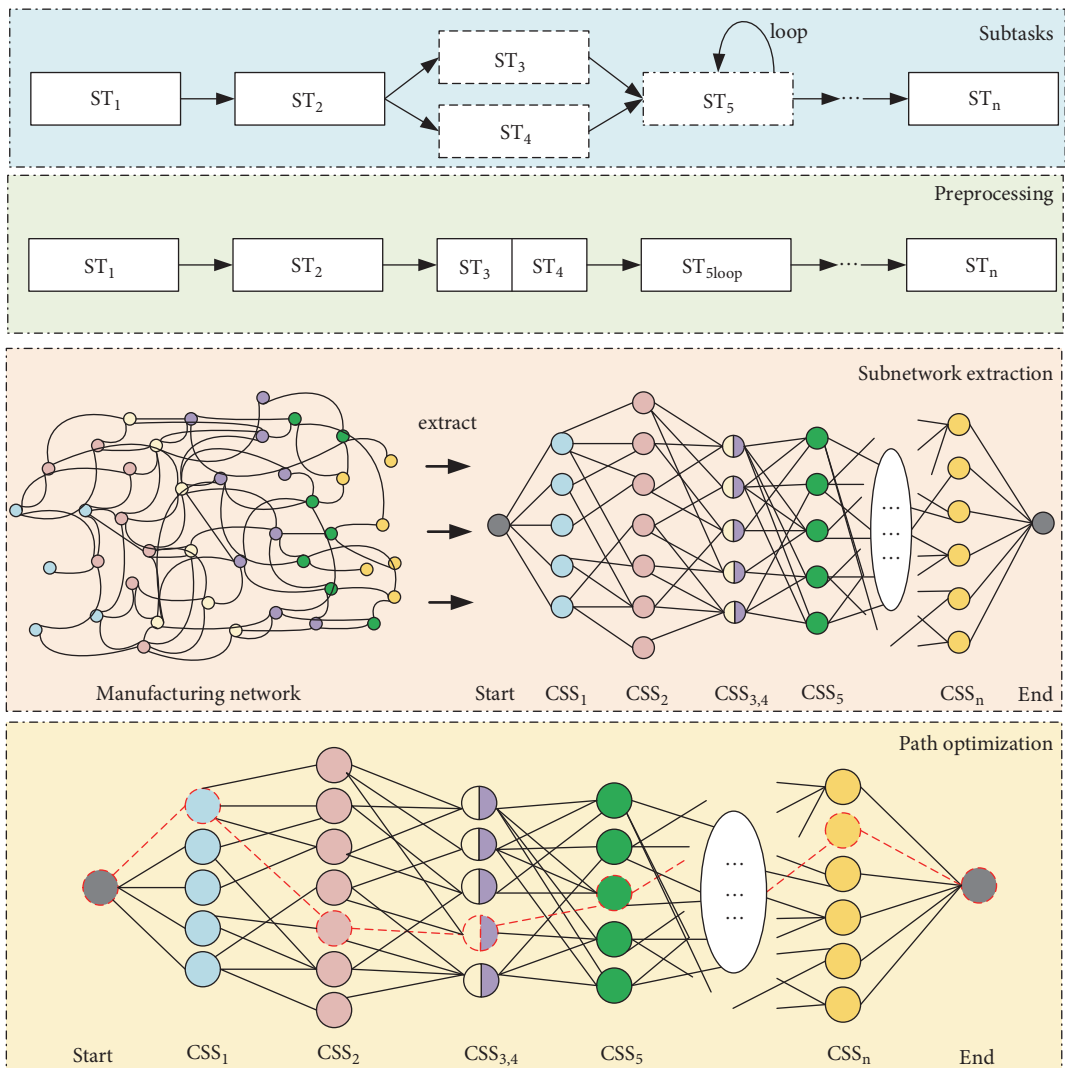 Subtasks
loop
ST₁
ST₂
ST₃
ST₄
ST₅
...
STₙ
Preprocessing
ST₁
ST₂
ST₃
ST₄
ST₅ₗₒₒₚ
...
STₙ
Subnetwork extraction
extract
...
...
...
Manufacturing network
Start
CSS₁
CSS₂
CSS₃,₄
CSS₅
CSSₙ
End
Path optimization
...
...
...
Start
CSS₁
CSS₂
CSS₃,₄
CSS₅
CSSₙ
End